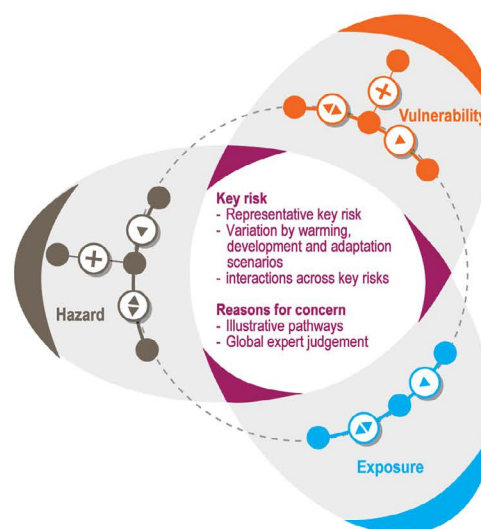 Vulnerability
Key risk
- Representative key risk
- Variation by warming,
development and adaptation
scenarios
- interactions across key risks
Hazard
Reasons for concern
- Illustrative pathways
- Global expert judgement
Exposure